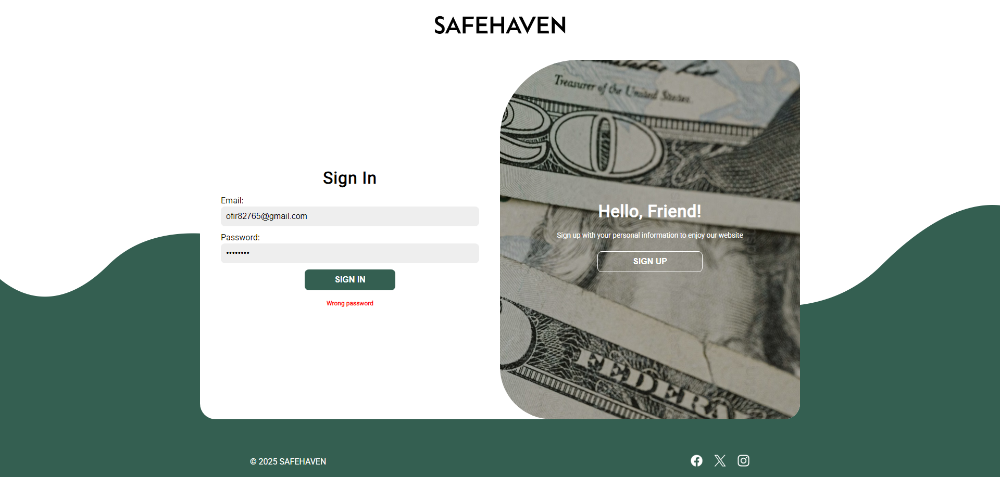 SAFEHAVEN
Sign In
Email:
ofir82765@gmail.com
Password:
••••••••
SIGN IN
Wrong password
Treasurer of the United States.
Hello, Friend!
Sign up with your personal information to enjoy our website
SIGN UP
FEDERA
© 2025 SAFEHAVEN